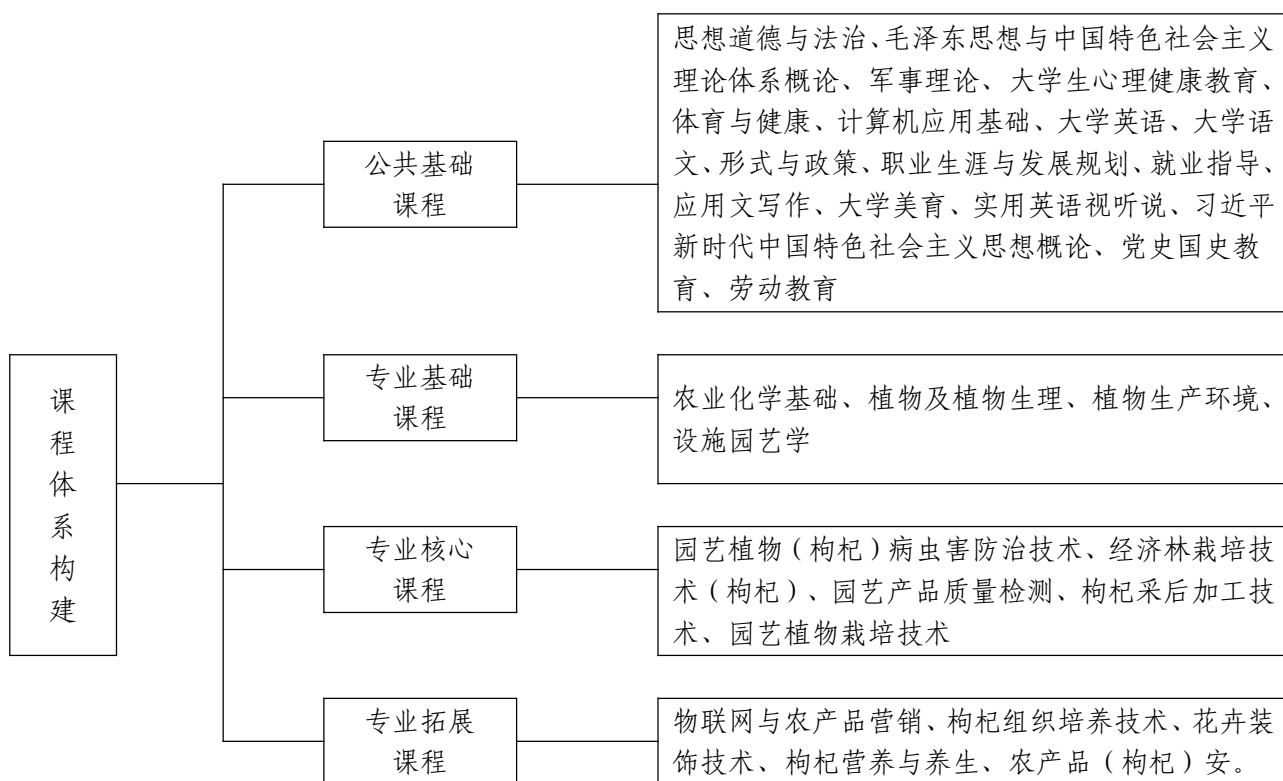 课
程
体
系
构
建
公共基础
课程
思想道德与法治、毛泽东思想与中国特色社会主义
理论体系概论、军事理论、大学生心理健康教育、
体育与健康、计算机应用基础、大学英语、大学语
文、形式与政策、职业生涯与发展规划、就业指导、
应用文写作、大学美育、实用英语视听说、习近平
新时代中国特色社会主义思想概论、党史国史教
育、劳动教育
专业基础
课程
农业化学基础、植物及植物生理、植物生产环境、
设施园艺学
专业核心
课程
园艺植物（枸杞）病虫害防治技术、经济林栽培技
术（枸杞）、园艺产品质量检测、枸杞采后加工技
术、园艺植物栽培技术
专业拓展
课程
物联网与农产品营销、枸杞组织培养技术、花卉装
饰技术、枸杞营养与养生、农产品（枸杞）安。